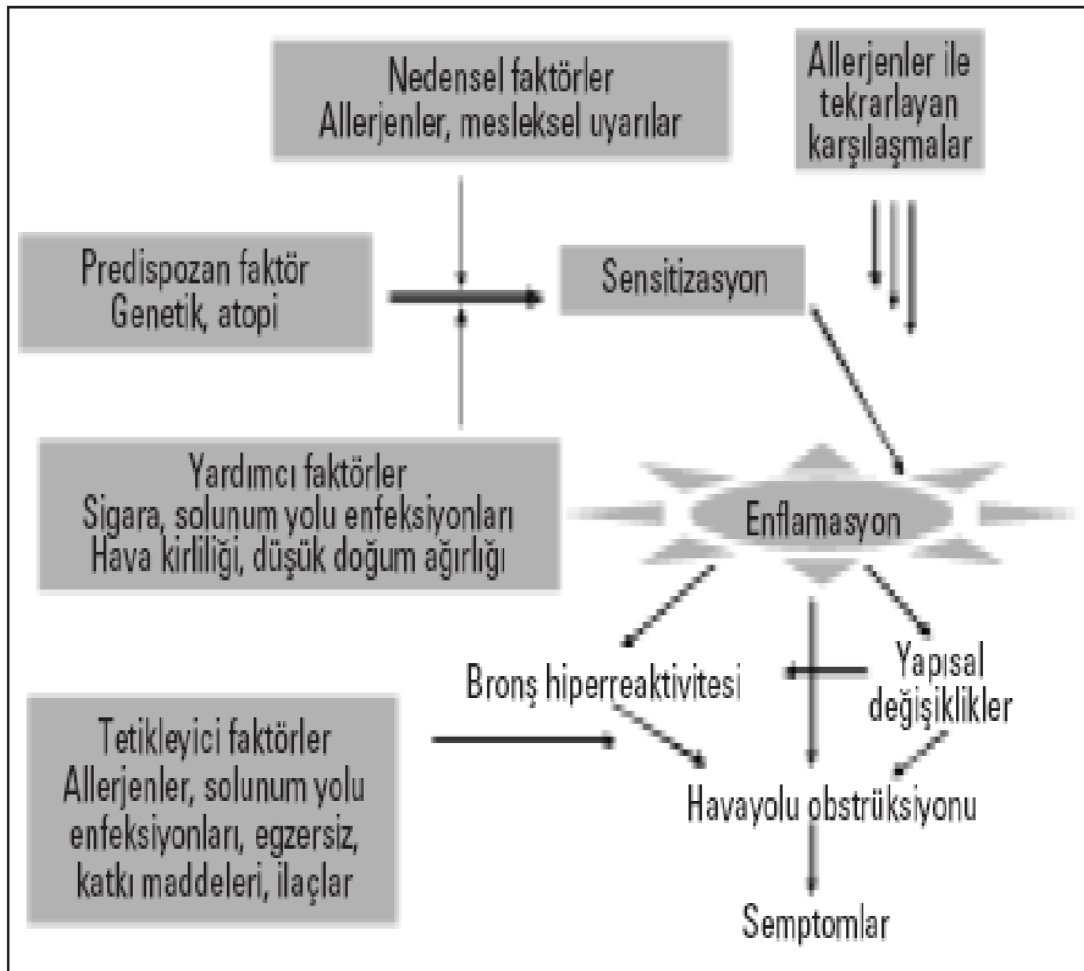 Nedensel faktörler
Allerjenler, mesleksel uyarılar
Allerjenler ile
tekrarlayan
karşılaşmalar
Predispozan faktör
Genetik, atopi
Sensitizasyon
Yardımcı faktörler
Sigara, solunum yolu enfeksiyonları
Hava kirliliği, düşük doğum ağırlığı
Enflamasyon
Bronş hiperreaktivitesi
Yapısal
değişiklikler
Tetikleyici faktörler
Allerjenler, solunum yolu
enfeksiyonları, egzersiz,
katkı maddeleri, ilaçlar
Havayolu obstrüksiyonu
Semptomlar